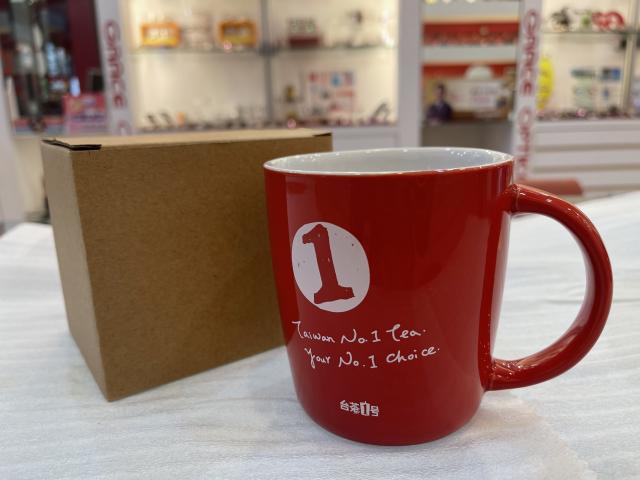 1
Taiwan No.1 Tea.
Your No.1 Choice.
台茶1号